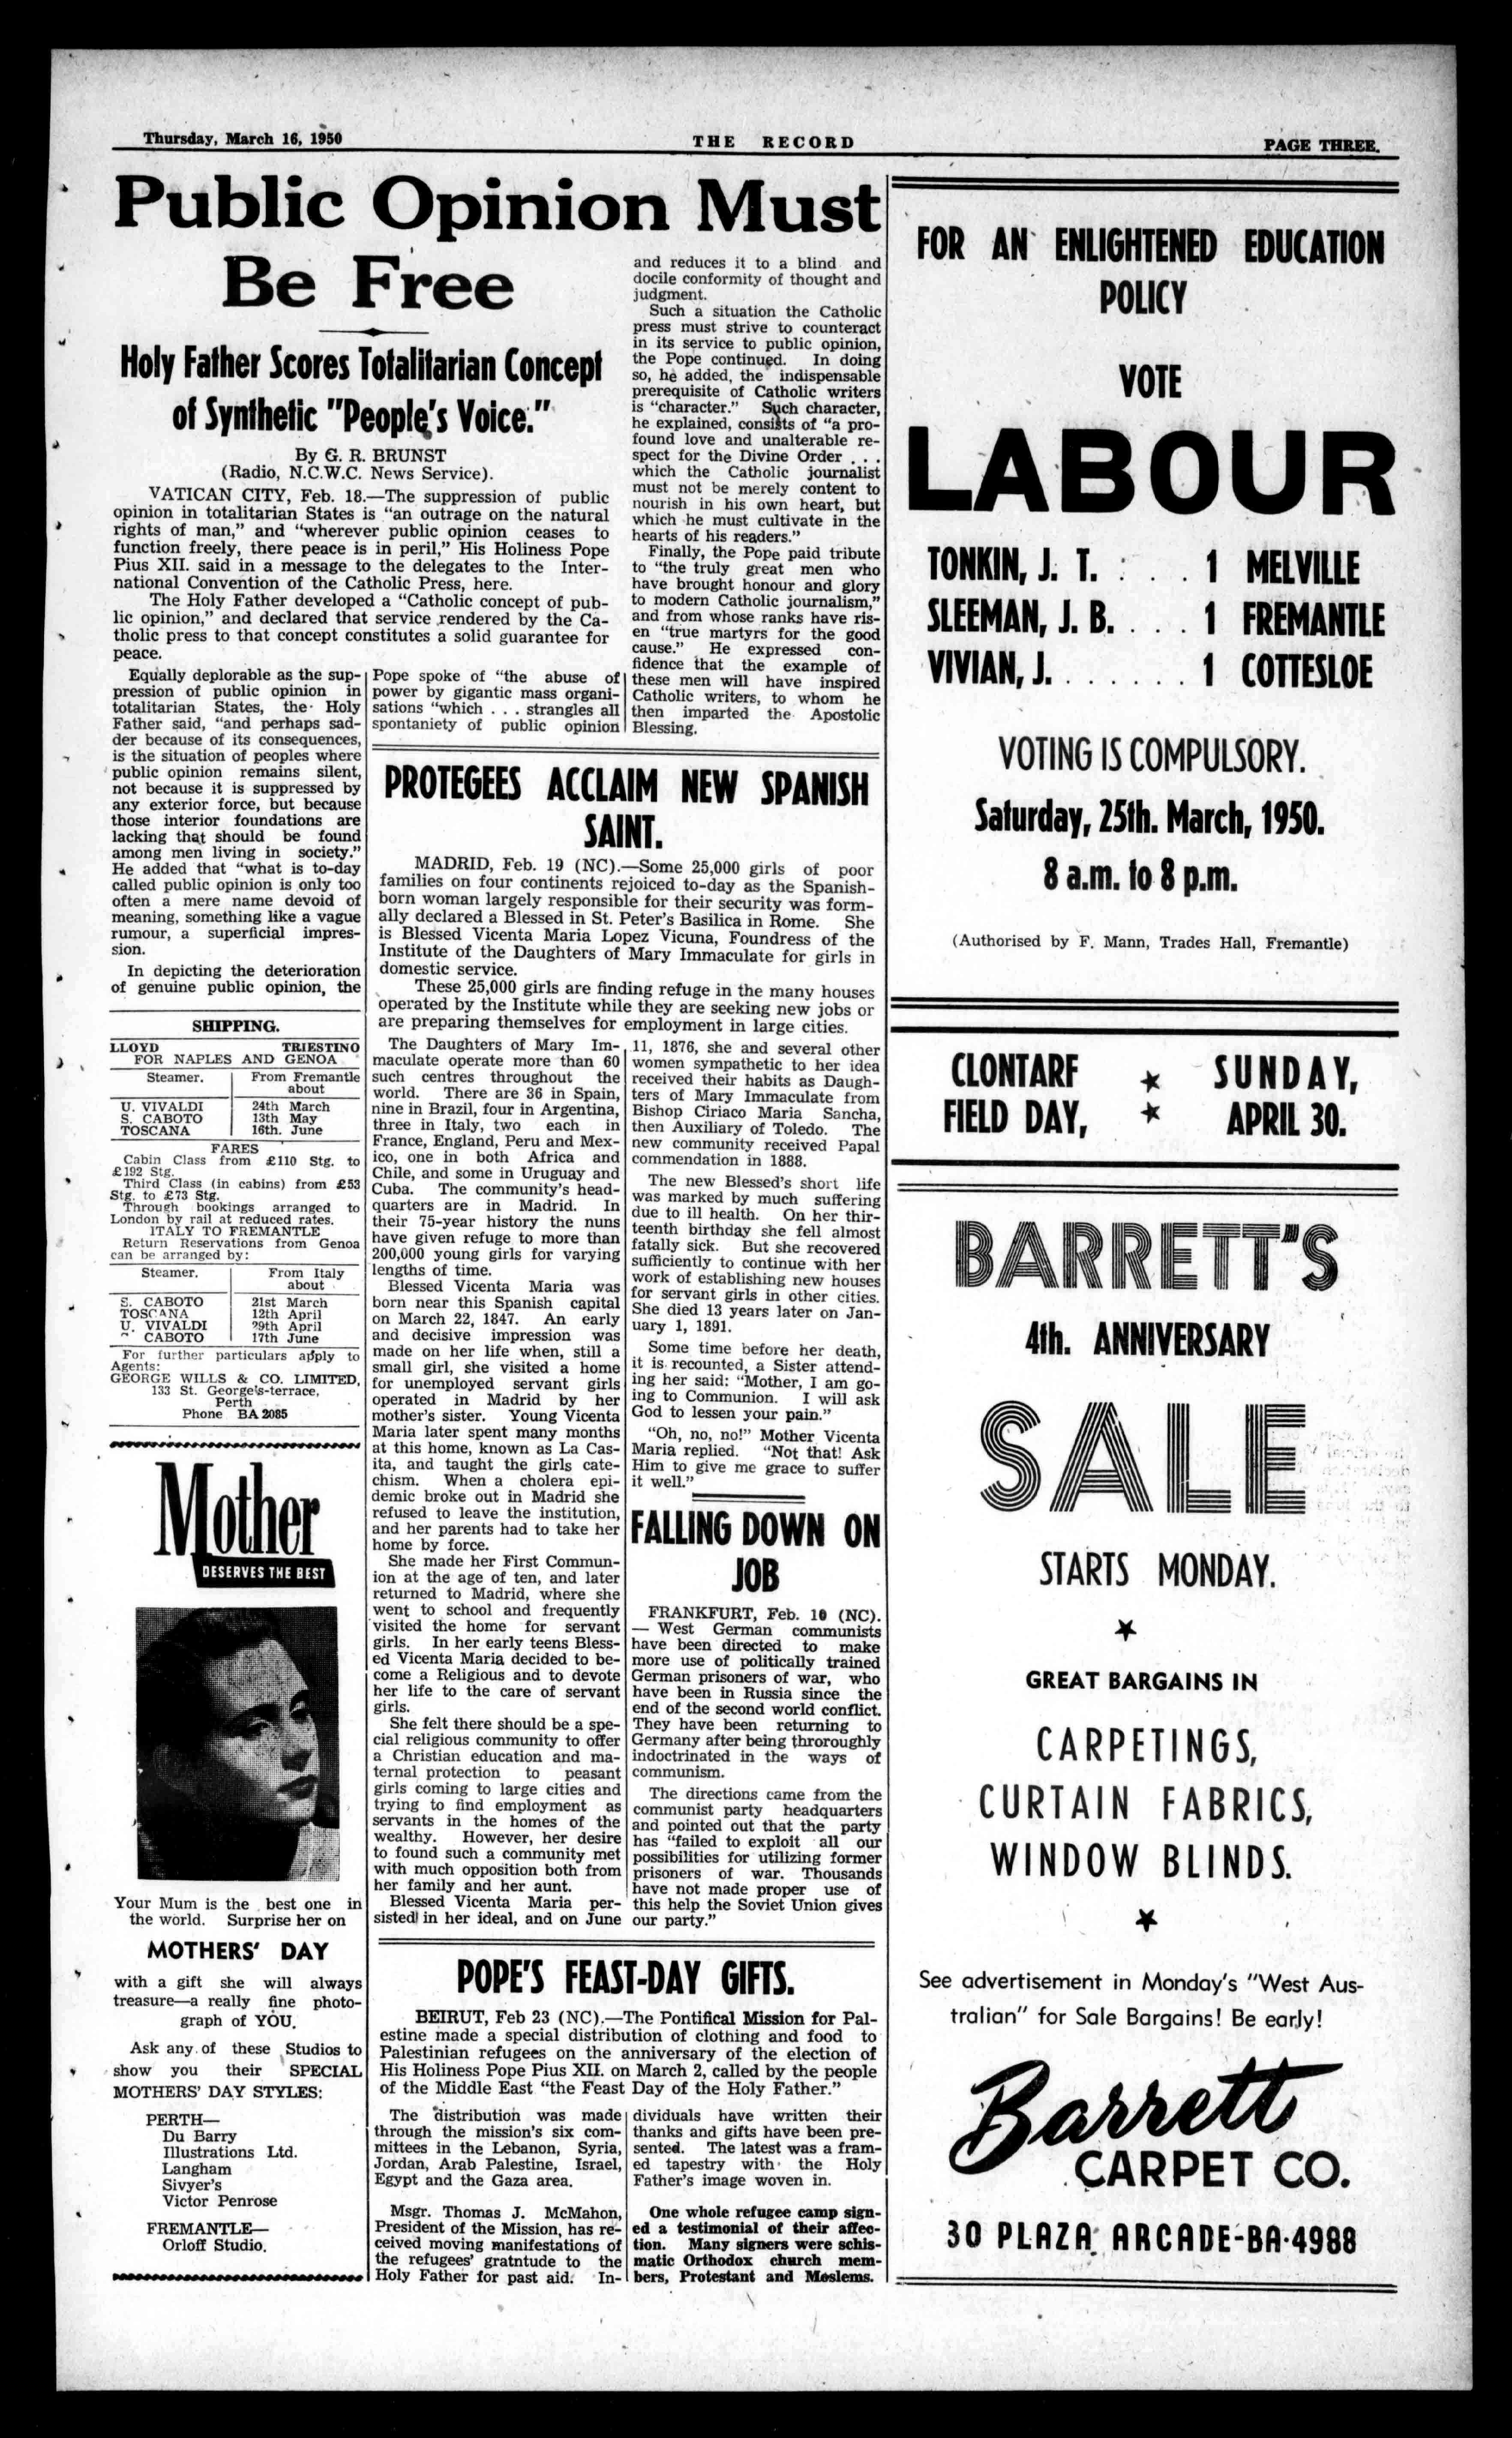 Thursday, March 16, 1950
THE RECORD
PAGE THREE.
Public Opinion Must
Be Free
Holy Father Scores Totalitarian Concept
of Synthetic "People's Voice."
By G. R. BRUNST
(Radio, N.C.W.C. News Service).
VATICAN CITY, Feb. 18.—The suppression of public
opinion in totalitarian States is "an outrage on the natural
rights of man," and "wherever public opinion ceases to
function freely, there peace is in peril," His Holiness Pope
Pius XII. said in a message to the delegates to the Inter-
national Convention of the Catholic Press, here.
The Holy Father developed a "Catholic concept of pub-
lic opinion," and declared that service rendered by the Ca-
tholic press to that concept constitutes a solid guarantee for
peace.
Equally deplorable as the sup-
pression of public opinion in
totalitarian States, the Holy
Father said, "and perhaps sad-
der because of its consequences,
is the situation of peoples where
public opinion remains silent,
not because it is suppressed by
any exterior force, but because
those interior foundations are
lacking that should be found
among men living in society."
He added that "what is to-day
called public opinion is only too
often a mere name devoid of
meaning, something like a vague
rumour, a superficial impres-
sion.
In depicting the deterioration
of genuine public opinion, the
Pope spoke of "the abuse of
power by gigantic mass organi-
sations "which . . . strangles all
spontaniety of public opinion
and reduces it to a blind and
docile conformity of thought and
judgment.
Such a situation the Catholic
press must strive to counteract
in its service to public opinion,
the Pope continued. In doing
so, he added, the indispensable
prerequisite of Catholic writers
is "character." Such character,
he explained, consists of "a pro-
found love and unalterable re-
spect for the Divine Order . . .
which the Catholic journalist
must not be merely content to
nourish in his own heart, but
which he must cultivate in the
hearts of his readers."
Finally, the Pope paid tribute
to "the truly great men who
have brought honour and glory
to modern Catholic journalism,"
and from whose ranks have ris-
en "true martyrs for the good
cause." He expressed con-
fidence that the example of
these men will have inspired
Catholic writers, to whom he
then imparted the Apostolic
Blessing.
SHIPPING.
LLOYD TRIESTINO
FOR NAPLES AND GENOA
Steamer. From Fremantle
about
U. VIVALDI 24th March
S. CABOTO 13th May
TOSCANA 16th. June
FARES
Cabin Class from £110 Stg. to
£192 Stg.
Third Class (in cabins) from £53
Stg. to £73 Stg.
Through bookings arranged to
London by rail at reduced rates.
ITALY TO FREMANTLE
Return Reservations from Genoa
can be arranged by:
Steamer. From Italy
about
S. CABOTO 21st March
TOSCANA 12th April
U. VIVALDI 29th April
CABOTO 17th June
For further particulars apply to
Agents:
GEORGE WILLS & CO. LIMITED,
133 St. George's-terrace,
Perth
Phone BA 2085
Mother
DESERVES THE BEST
Your Mum is the best one in
the world. Surprise her on
MOTHERS' DAY
with a gift she will always
treasure—a really fine photo-
graph of YOU.
Ask any of these Studios to
show you their SPECIAL
MOTHERS' DAY STYLES:
PERTH—
Du Barry
Illustrations Ltd.
Langham
Sivyer's
Victor Penrose
FREMANTLE—
Orloff Studio.
PROTEGEES ACCLAIM NEW SPANISH
SAINT.
MADRID, Feb. 19 (NC).—Some 25,000 girls of poor
families on four continents rejoiced to-day as the Spanish-
born woman largely responsible for their security was form-
ally declared a Blessed in St. Peter's Basilica in Rome. She
is Blessed Vicenta Maria Lopez Vicuna, Foundress of the
Institute of the Daughters of Mary Immaculate for girls in
domestic service.
These 25,000 girls are finding refuge in the many houses
operated by the Institute while they are seeking new jobs or
are preparing themselves for employment in large cities.
The Daughters of Mary Im-
maculate operate more than 60
such centres throughout the
world. There are 36 in Spain,
nine in Brazil, four in Argentina,
three in Italy, two each in
France, England, Peru and Mex-
ico, one in both Africa and
Chile, and some in Uruguay and
Cuba. The community's head-
quarters are in Madrid. In
their 75-year history the nuns
have given refuge to more than
200,000 young girls for varying
lengths of time.
Blessed Vicenta Maria was
born near this Spanish capital
on March 22, 1847. An early
and decisive impression was
made on her life when, still a
small girl, she visited a home
for unemployed servant girls
operated in Madrid by her
mother's sister. Young Vicenta
Maria later spent many months
at this home, known as La Cas-
ita, and taught the girls cate-
chism. When a cholera epi-
demic broke out in Madrid she
refused to leave the institution,
and her parents had to take her
home by force.
She made her First Commun-
ion at the age of ten, and later
returned to Madrid, where she
went to school and frequently
visited the home for servant
girls. In her early teens Bless-
ed Vicenta Maria decided to be-
come a Religious and to devote
her life to the care of servant
girls.
She felt there should be a spe-
cial religious community to offer
a Christian education and ma-
ternal protection to peasant
girls coming to large cities and
trying to find employment as
servants in the homes of the
wealthy. However, her desire
to found such a community met
with much opposition both from
her family and her aunt.
Blessed Vicenta Maria per-
sisted in her ideal, and on June
11, 1876, she and several other
women sympathetic to her idea
received their habits as Daugh-
ters of Mary Immaculate from
Bishop Ciriaco Maria Sancha,
then Auxiliary of Toledo. The
new community received Papal
commendation in 1888.
The new Blessed's short life
was marked by much suffering
due to ill health. On her thir-
teenth birthday she fell almost
fatally sick. But she recovered
sufficiently to continue with her
work of establishing new houses
for servant girls in other cities.
She died 13 years later on Jan-
uary 1, 1891.
Some time before her death,
it is recounted, a Sister attend-
ing her said: "Mother, I am go-
ing to Communion. I will ask
God to lessen your pain."
"Oh, no, no!" Mother Vicenta
Maria replied. "Not that! Ask
Him to give me grace to suffer
it well."
FALLING DOWN ON
JOB
FRANKFURT, Feb. 10 (NC).
— West German communists
have been directed to make
more use of politically trained
German prisoners of war, who
have been in Russia since the
end of the second world conflict.
They have been returning to
Germany after being throroughly
indoctrinated in the ways of
communism.
The directions came from the
communist party headquarters
and pointed out that the party
has "failed to exploit all our
possibilities for utilizing former
prisoners of war. Thousands
have not made proper use of
this help the Soviet Union gives
our party."
POPE'S FEAST-DAY GIFTS.
BEIRUT, Feb 23 (NC).—The Pontifical Mission for Pal-
estine made a special distribution of clothing and food to
Palestinian refugees on the anniversary of the election of
His Holiness Pope Pius XII. on March 2, called by the people
of the Middle East "the Feast Day of the Holy Father."
The distribution was made
through the mission's six com-
mittees in the Lebanon, Syria,
Jordan, Arab Palestine, Israel,
Egypt and the Gaza area.
Msgr. Thomas J. McMahon,
President of the Mission, has re-
ceived moving manifestations of
the refugees' gratntude to the
Holy Father for past aid. In-
dividuals have written their
thanks and gifts have been pre-
sented. The latest was a fram-
ed tapestry with the Holy
Father's image woven in.
One whole refugee camp sign-
ed a testimonial of their affec-
tion. Many signers were schis-
matic Orthodox church mem-
bers, Protestant and Moslems.
FOR AN ENLIGHTENED EDUCATION
POLICY
VOTE
LABOUR
TONKIN, J. T. . . . 1 MELVILLE
SLEEMAN, J. B. . . . 1 FREMANTLE
VIVIAN, J. . . . . . . 1 COTTESLOE
VOTING IS COMPULSORY.
Saturday, 25th. March, 1950.
8 a.m. to 8 p.m.
(Authorised by F. Mann, Trades Hall, Fremantle)
CLONTARF ★ SUNDAY,
FIELD DAY, ★ APRIL 30.
BARRETT'S
4th. ANNIVERSARY
SALE
STARTS MONDAY.
★
GREAT BARGAINS IN
CARPETINGS,
CURTAIN FABRICS,
WINDOW BLINDS.
★
See advertisement in Monday's "West Aus-
tralian" for Sale Bargains! Be early!
Barrett
CARPET CO.
30 PLAZA ARCADE-BA·4988